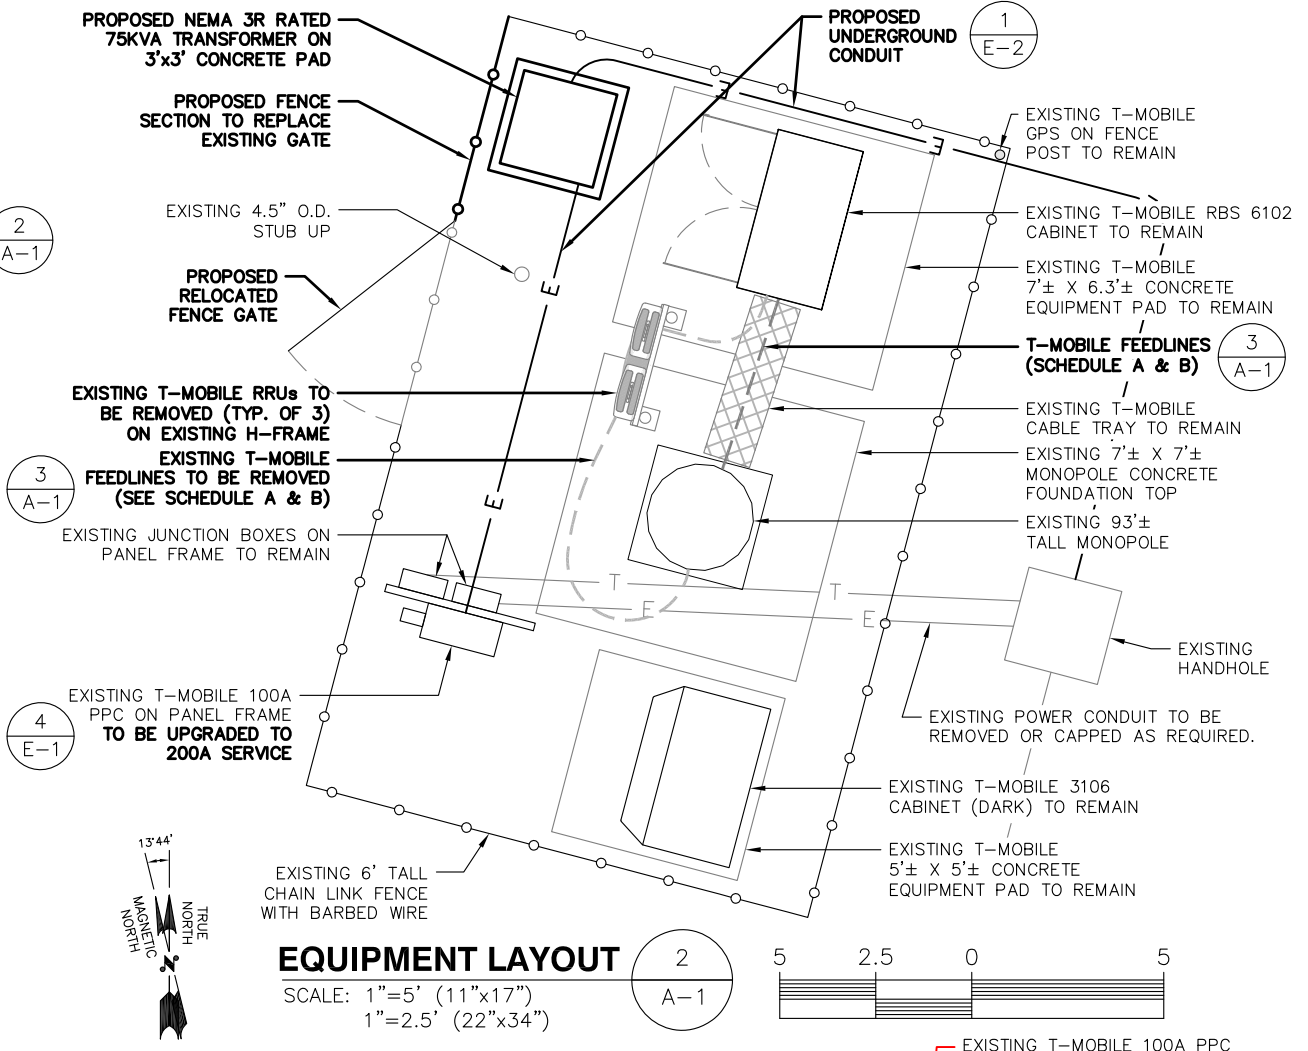 PROPOSED NEMA 3R RATED
75KVA TRANSFORMER ON
3'x3' CONCRETE PAD
PROPOSED
UNDERGROUND
CONDUIT
1
E-2
PROPOSED FENCE
SECTION TO REPLACE
EXISTING GATE
EXISTING T-MOBILE
GPS ON FENCE
POST TO REMAIN
2
A-1
EXISTING 4.5" O.D.
STUB UP
EXISTING T-MOBILE RBS 6102
CABINET TO REMAIN
PROPOSED
RELOCATED
FENCE GATE
EXISTING T-MOBILE
7'± X 6.3'± CONCRETE
EQUIPMENT PAD TO REMAIN
T-MOBILE FEEDLINES
(SCHEDULE A & B)
3
A-1
EXISTING T-MOBILE RRUs TO
BE REMOVED (TYP. OF 3)
ON EXISTING H-FRAME
EXISTING T-MOBILE
CABLE TRAY TO REMAIN
EXISTING T-MOBILE
FEEDLINES TO BE REMOVED
(SEE SCHEDULE A & B)
3
A-1
EXISTING 7'± X 7'±
MONOPOLE CONCRETE
FOUNDATION TOP
EXISTING 93'±
TALL MONOPOLE
EXISTING JUNCTION BOXES ON
PANEL FRAME TO REMAIN
E
E
E
E
T
T
E
E
EXISTING
HANDHOLE
EXISTING T-MOBILE 100A
PPC ON PANEL FRAME
TO BE UPGRADED TO
200A SERVICE
4
E-1
EXISTING POWER CONDUIT TO BE
REMOVED OR CAPPED AS REQUIRED.
EXISTING T-MOBILE 3106
CABINET (DARK) TO REMAIN
EXISTING T-MOBILE
5'± X 5'± CONCRETE
EQUIPMENT PAD TO REMAIN
EXISTING 6' TALL
CHAIN LINK FENCE
WITH BARBED WIRE
13°44'
TRUE
NORTH
MAGNETIC
NORTH
N
EQUIPMENT LAYOUT
2
A-1
SCALE: 1"=5' (11"x17")
1"=2.5' (22"x34")
5 2.5 0 5
EXISTING T-MOBILE 100A PPC